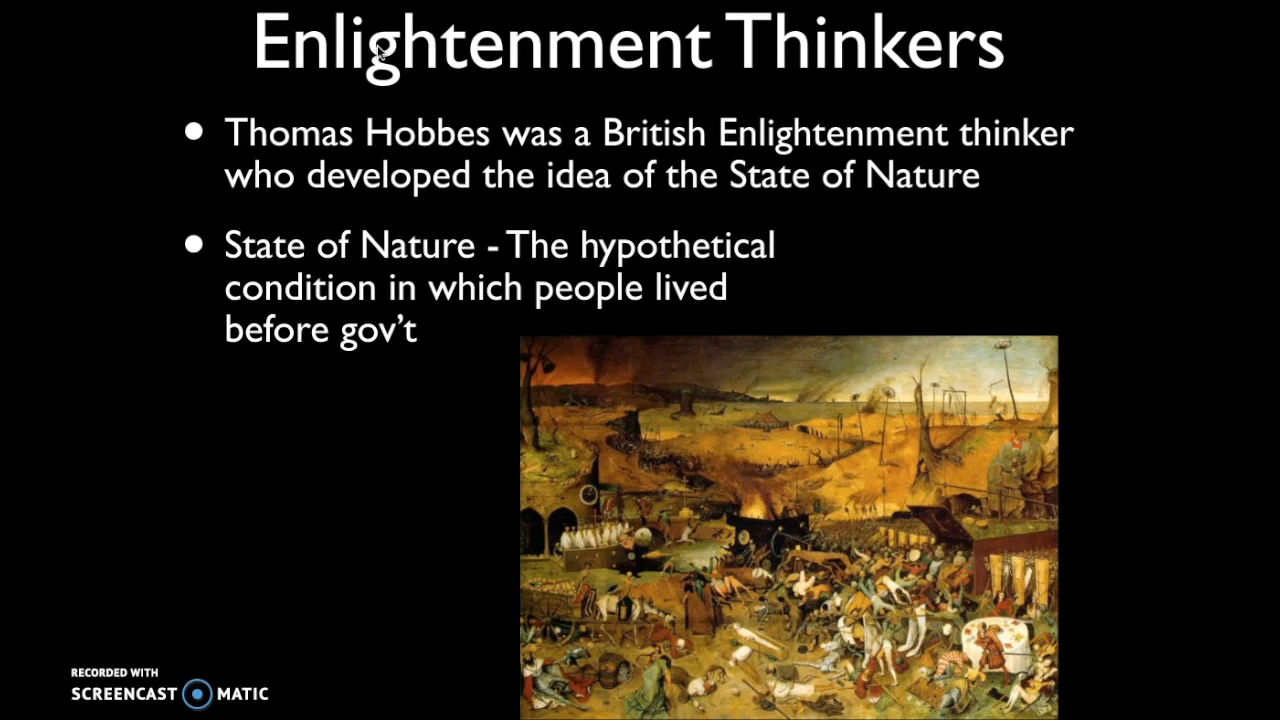 Enlightenment Thinkers
• Thomas Hobbes was a British Enlightenment thinker
who developed the idea of the State of Nature
• State of Nature - The hypothetical
condition in which people lived
before gov’t
RECORDED WITH
SCREENCAST MATIC